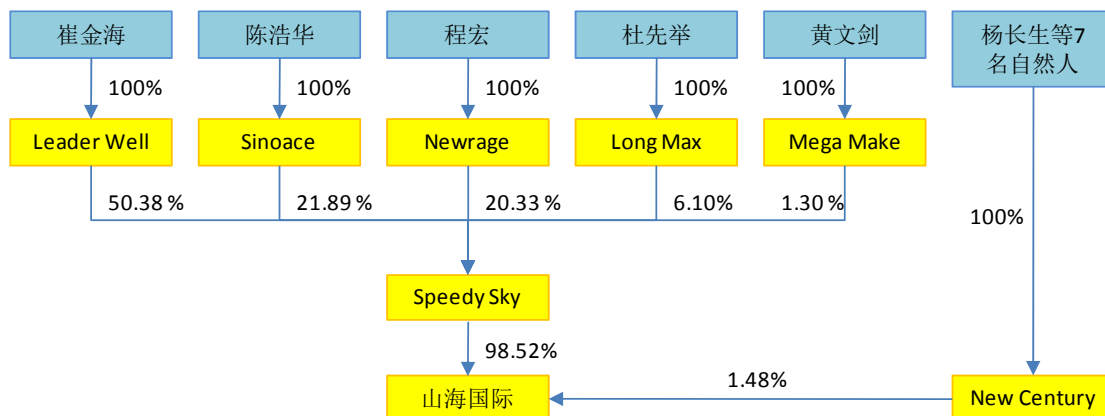 崔金海
陈浩华
程宏
杜先举
黄文剑
杨长生等7
名自然人
100%
100%
100%
100%
100%
Leader Well
Sinoace
Newrage
Long Max
Mega Make
50.38 %
21.89 %
20.33 %
6.10%
1.30 %
100%
Speedy Sky
98.52%
1.48%
山海国际
New Century